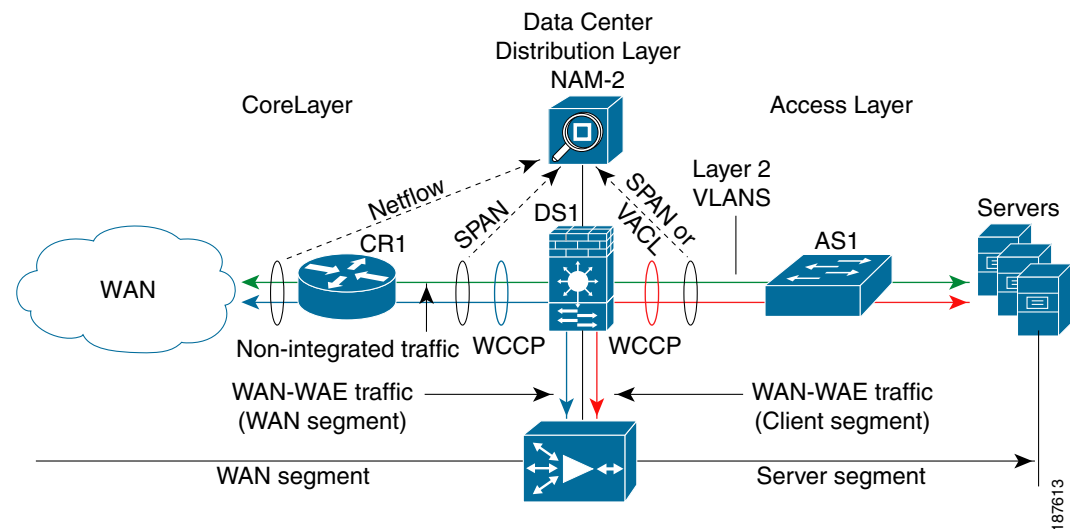 Data Center
Distribution Layer
NAM-2
CoreLayer
Access Layer
Netflow
SPAN
SPAN or
VACL
Layer 2
VLANS
DS1
CR1
AS1
Servers
WAN
Non-integrated traffic
WCCP
WCCP
WAN-WAE traffic
(WAN segment)
WAN-WAE traffic
(Client segment)
WAN segment
Server segment
187613